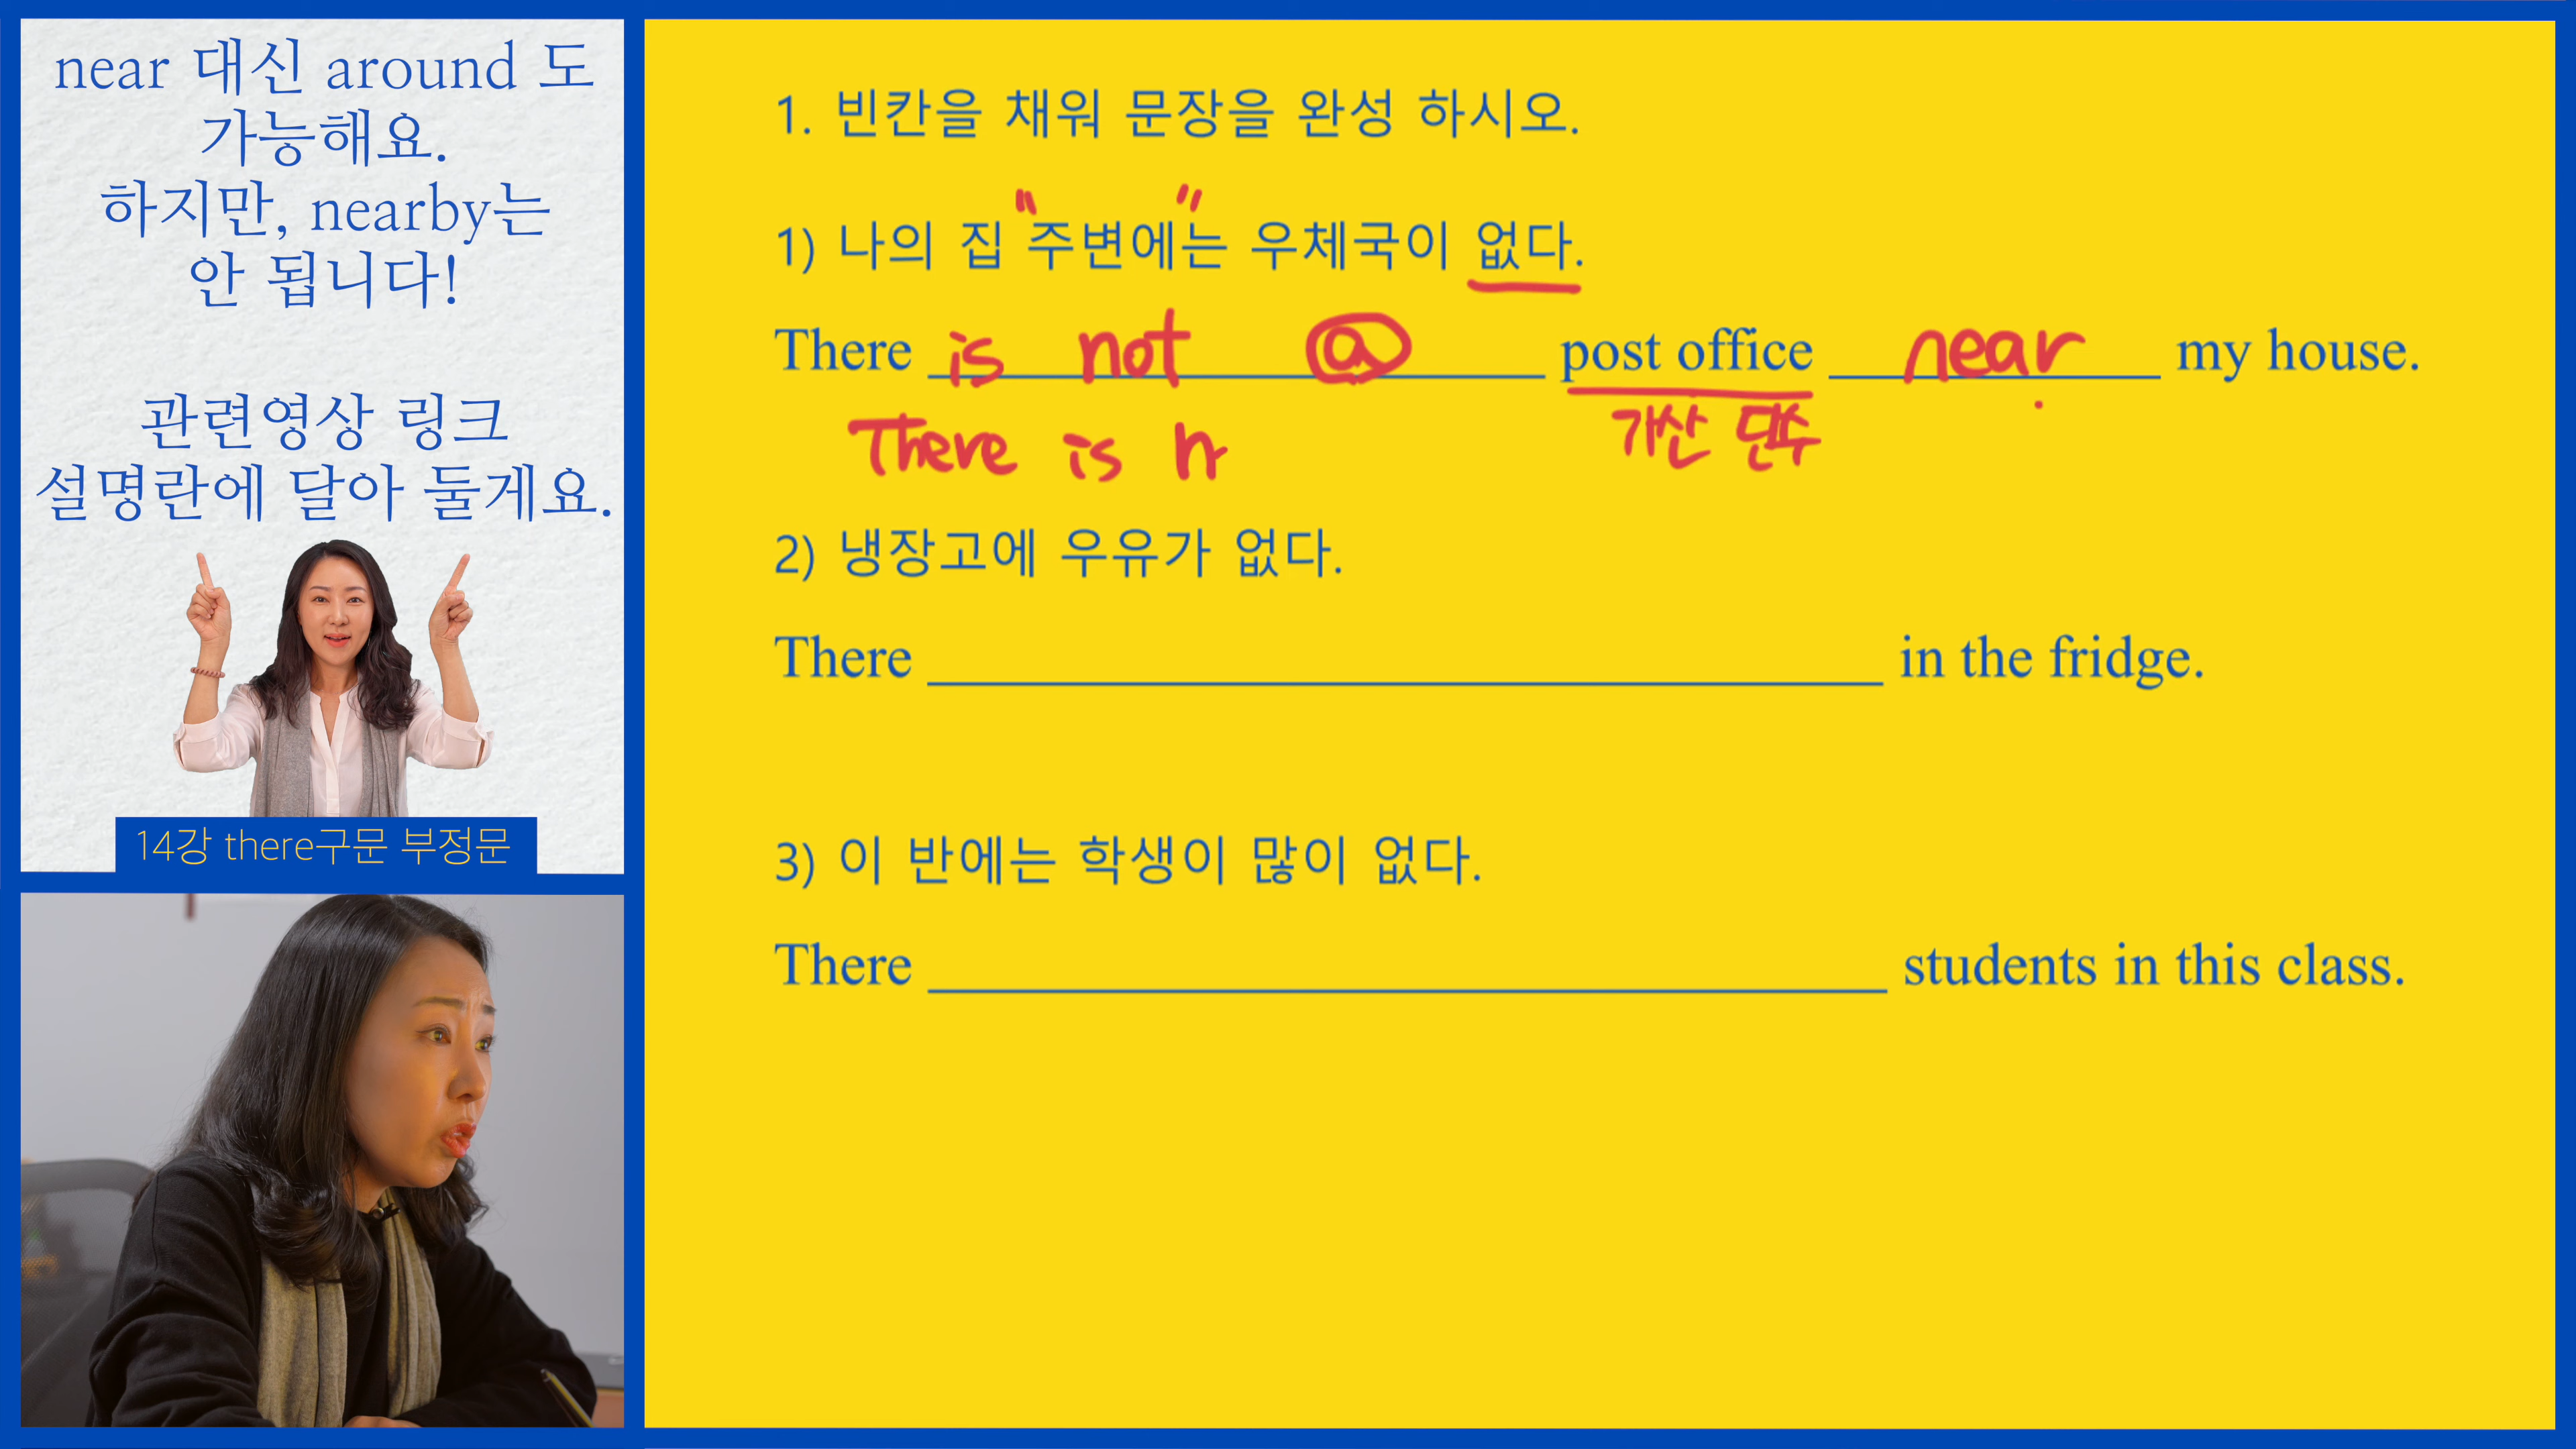 near 대신 around 도
가능해요.
하지만, nearby는
안 됩니다!
관련영상 링크
설명란에 달아 둘게요.
14강 there구문 부정문
1. 빈칸을 채워 문장을 완성 하시오.
1) 나의 집 "주변에"는 우체국이 없다.
There is not a post office near my house.
There is n
가산 단수
2) 냉장고에 우유가 없다.
There ______ in the fridge.
3) 이 반에는 학생이 많이 없다.
There ______ students in this class.